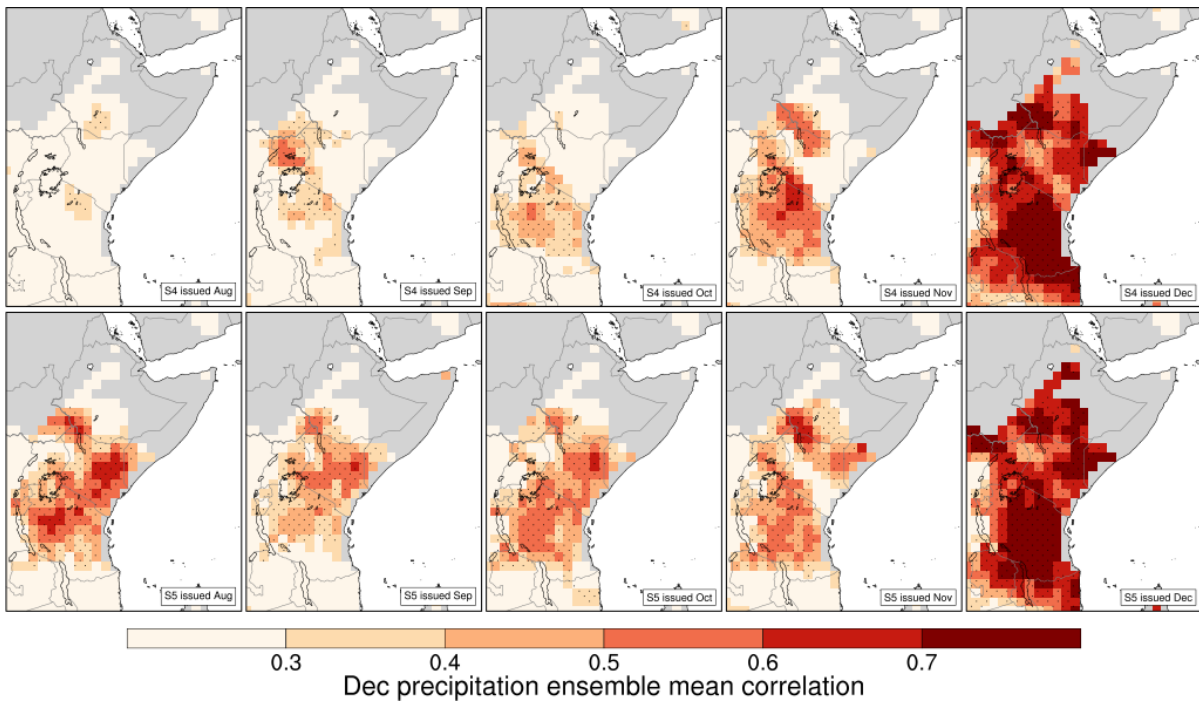 S4 issued Aug
S4 issued Sep
S4 issued Oct
S4 issued Nov
S4 issued Dec
S5 issued Aug
S5 issued Sep
S5 issued Oct
S5 issued Nov
S5 issued Dec
0.3 0.4 0.5 0.6 0.7
Dec precipitation ensemble mean correlation